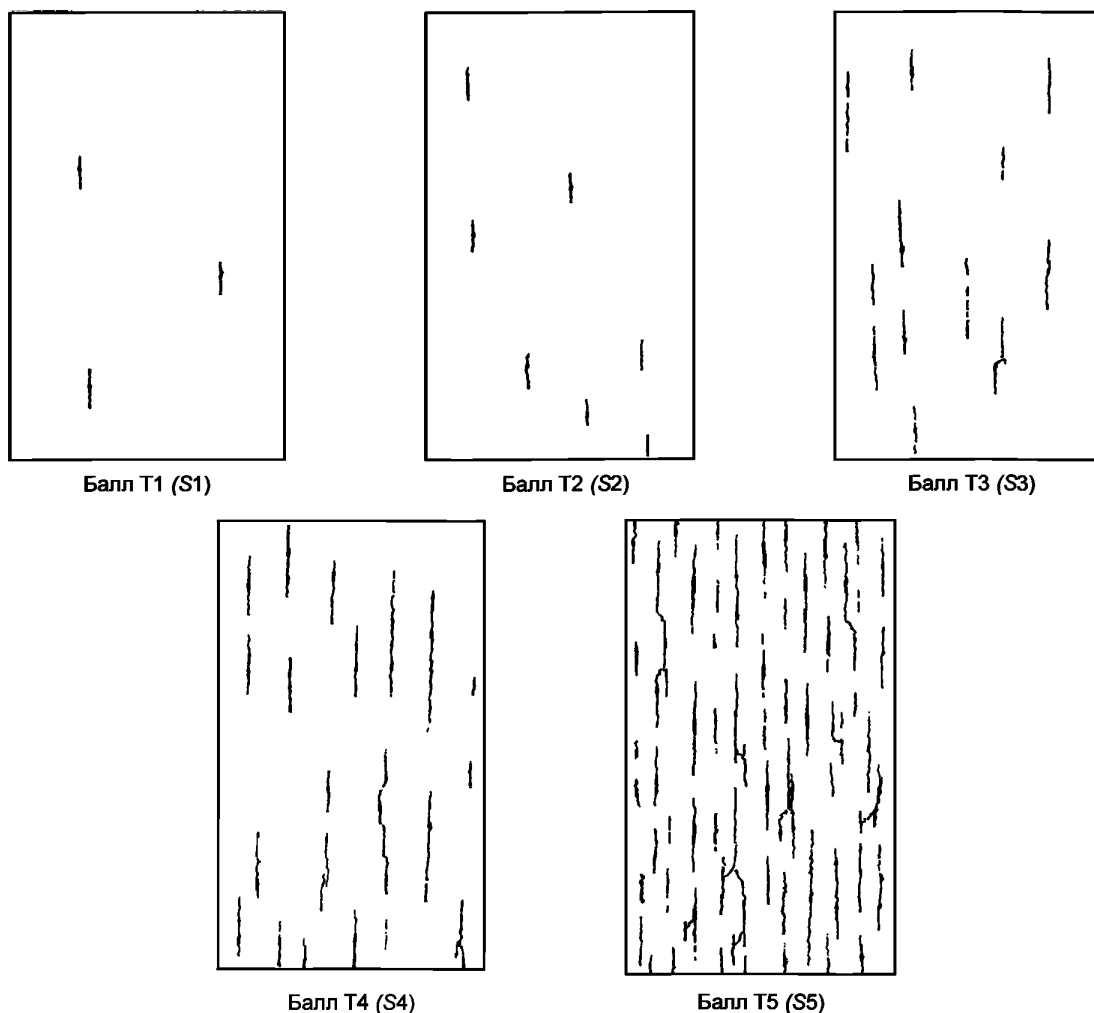 Балл Т1 (S1)
Балл Т2 (S2)
Балл Т3 (S3)
Балл Т4 (S4)
Балл Т5 (S5)